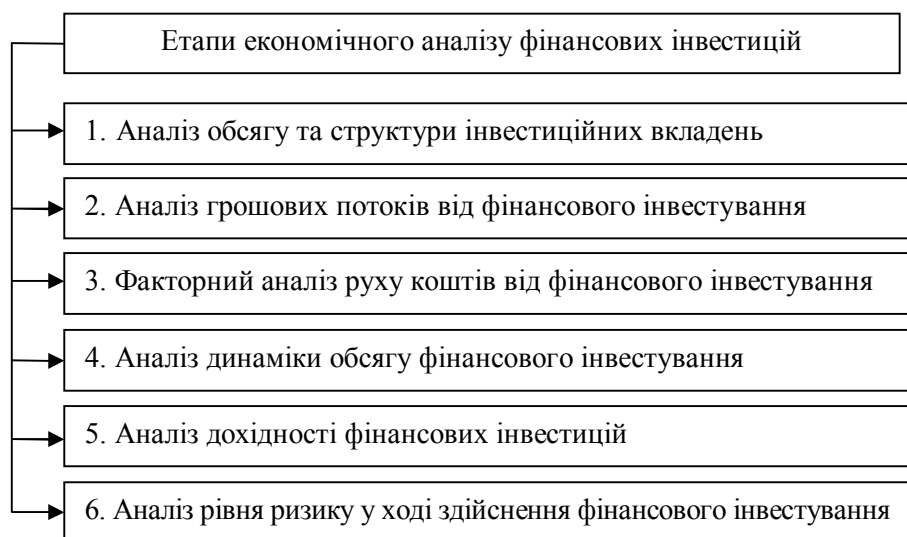 Етапи економічного аналізу фінансових інвестицій
1. Аналіз обсягу та структури інвестиційних вкладень
2. Аналіз грошових потоків від фінансового інвестування
3. Факторний аналіз руху коштів від фінансового інвестування
4. Аналіз динаміки обсягу фінансового інвестування
5. Аналіз дохідності фінансових інвестицій
6. Аналіз рівня ризику у ході здійснення фінансового інвестування